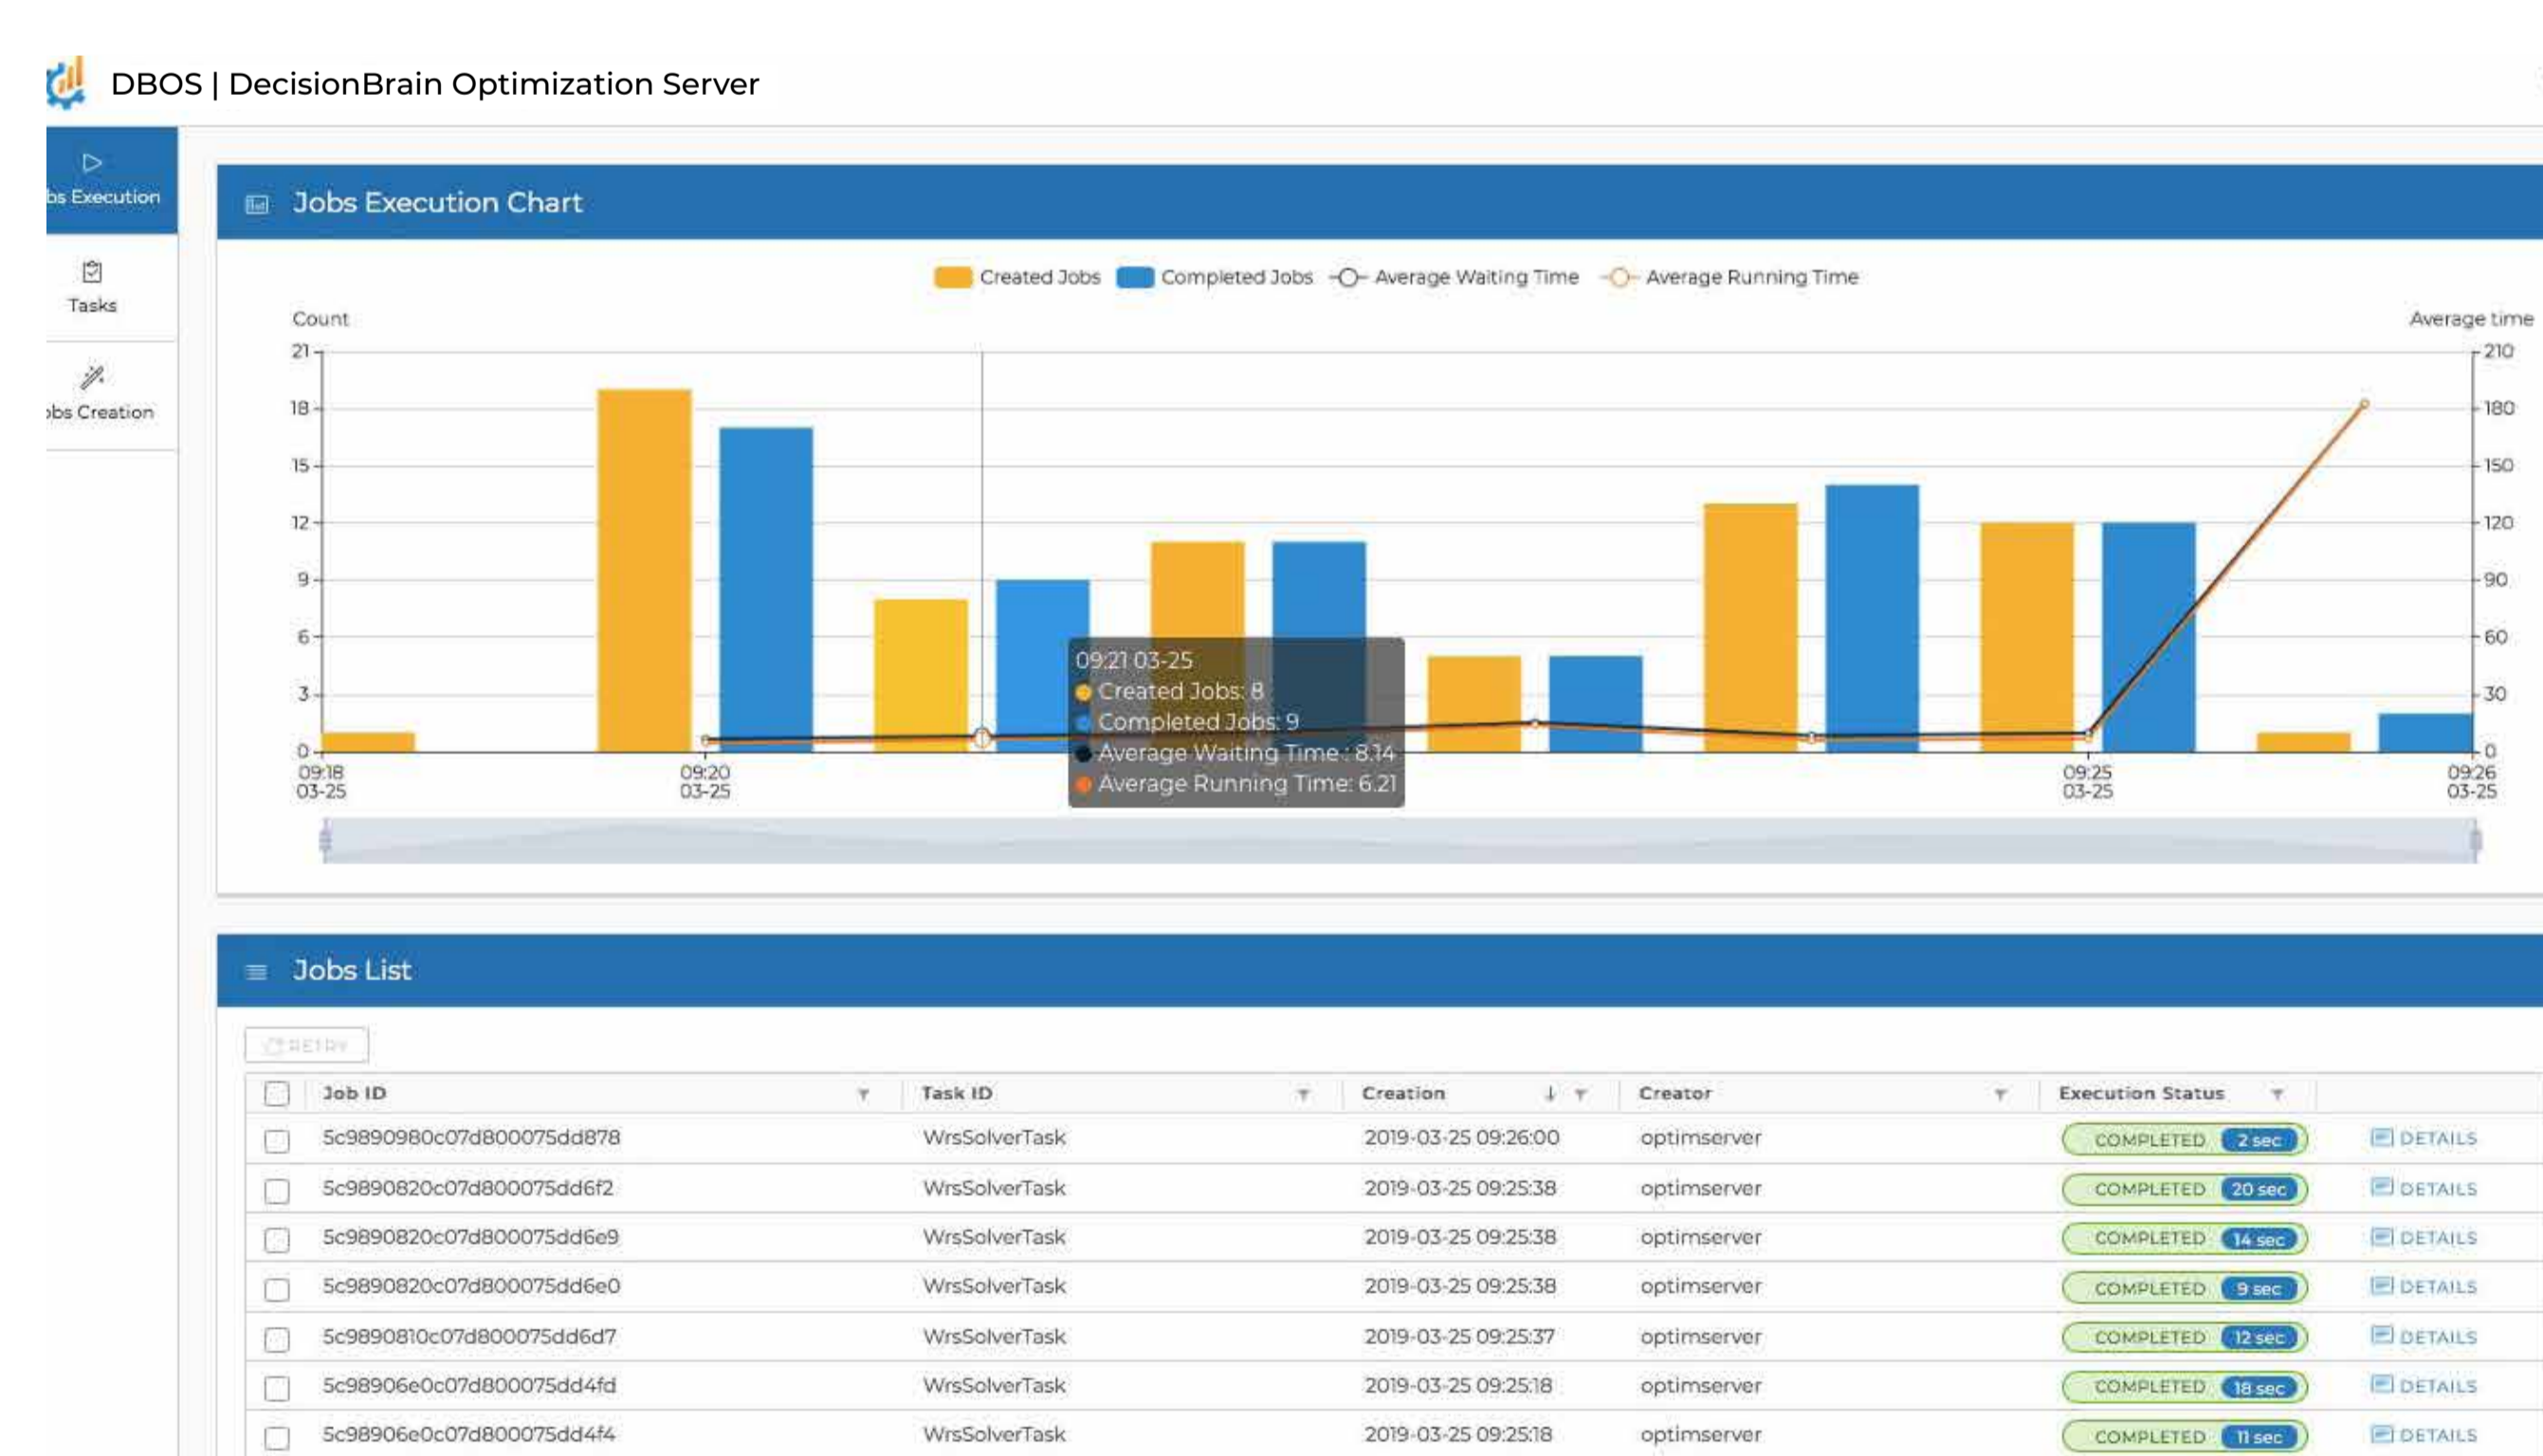 DBOS | DecisionBrain Optimization Server
bs Execution
Tasks
obs Creation
Jobs Execution Chart
Created Jobs Completed Jobs Average Waiting Time Average Running Time
Count Average time
21 210
18 180
15 150
12 120
9 90
6 60
3 30
0 0
09:21 03-25
Created Jobs: 8
Completed Jobs: 9
Average Waiting Time : 8.14
Average Running Time: 6.21
09:18 09:20 09:25 09:26
03-25 03-25 03-25 03-25
Jobs List
RETRY
Job ID Task ID Creation Creator Execution Status
5c9890980c07d800075dd878 WrsSolverTask 2019-03-25 09:26:00 optimserver COMPLETED 2 sec DETAILS
5c9890820c07d800075dd6f2 WrsSolverTask 2019-03-25 09:25:38 optimserver COMPLETED 20 sec DETAILS
5c9890820c07d800075dd6e9 WrsSolverTask 2019-03-25 09:25:38 optimserver COMPLETED 14 sec DETAILS
5c9890820c07d800075dd6e0 WrsSolverTask 2019-03-25 09:25:38 optimserver COMPLETED 9 sec DETAILS
5c9890810c07d800075dd6d7 WrsSolverTask 2019-03-25 09:25:37 optimserver COMPLETED 12 sec DETAILS
5c98906e0c07d800075dd4fd WrsSolverTask 2019-03-25 09:25:18 optimserver COMPLETED 18 sec DETAILS
5c98906e0c07d800075dd4f4 WrsSolverTask 2019-03-25 09:25:18 optimserver COMPLETED 11 sec DETAILS